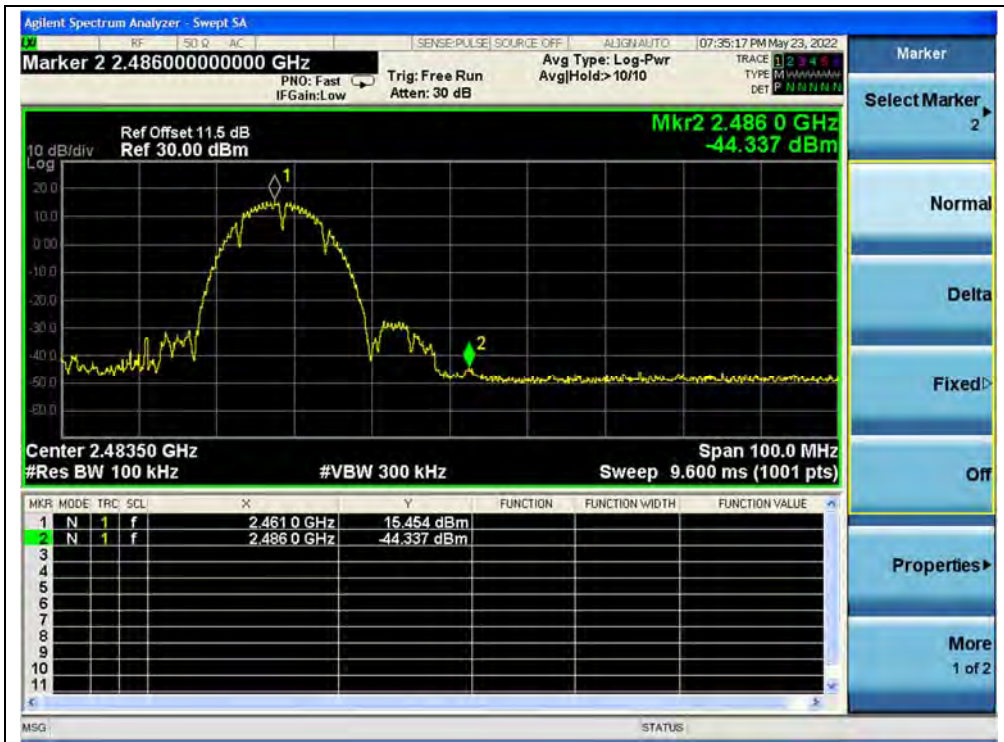 Agilent Spectrum Analyzer - Swept SA
RF 50 Ω AC SENSE:PULSE SOURCE OFF ALIGNAUTO 07:35:17 PM May 23, 2022
Marker 2 2.486000000000 GHz
PNO: Fast
IFGain:Low
Trig: Free Run
Atten: 30 dB
Avg Type: Log-Pwr
Avg|Hold:> 10/10
TRACE 1 2 3 4 5 6
TYPE M
DET P N N N N N
Mkr2 2.486 0 GHz
-44.337 dBm
Ref Offset 11.5 dB
10 dB/div Ref 30.00 dBm
Log
20.0
10.0
0.00
-10.0
-20.0
-30.0
-40.0
-50.0
-60.0
1
2
Center 2.48350 GHz Span 100.0 MHz
#Res BW 100 kHz #VBW 300 kHz Sweep 9.600 ms (1001 pts)
MKR MODE TRC SCL X Y FUNCTION FUNCTION WIDTH FUNCTION VALUE
1 N 1 f 2.461 0 GHz 15.454 dBm
2 N 1 f 2.486 0 GHz -44.337 dBm
3
4
5
6
7
8
9
10
11
MSG STATUS
Marker
Select Marker
2
Normal
Delta
Fixed
Off
Properties
More
1 of 2